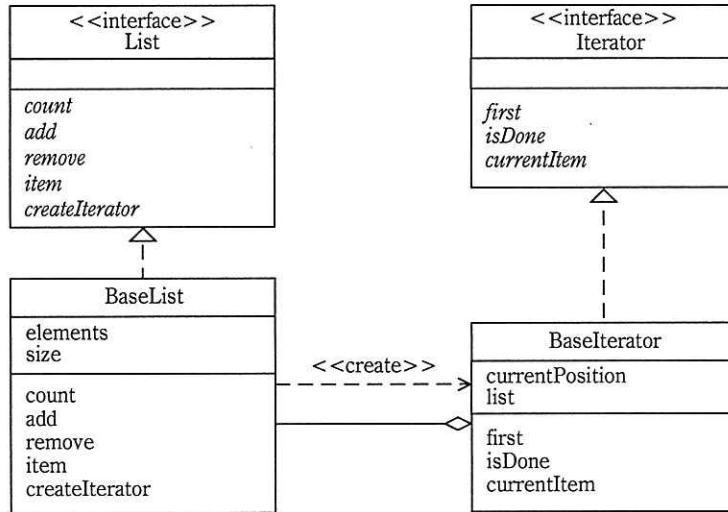 <<interface>>
List
count
add
remove
item
createIterator
<<interface>>
Iterator
first
isDone
currentItem
BaseList
elements
size
count
add
remove
item
createIterator
<<create>>
BaseIterator
currentPosition
list
first
isDone
currentItem